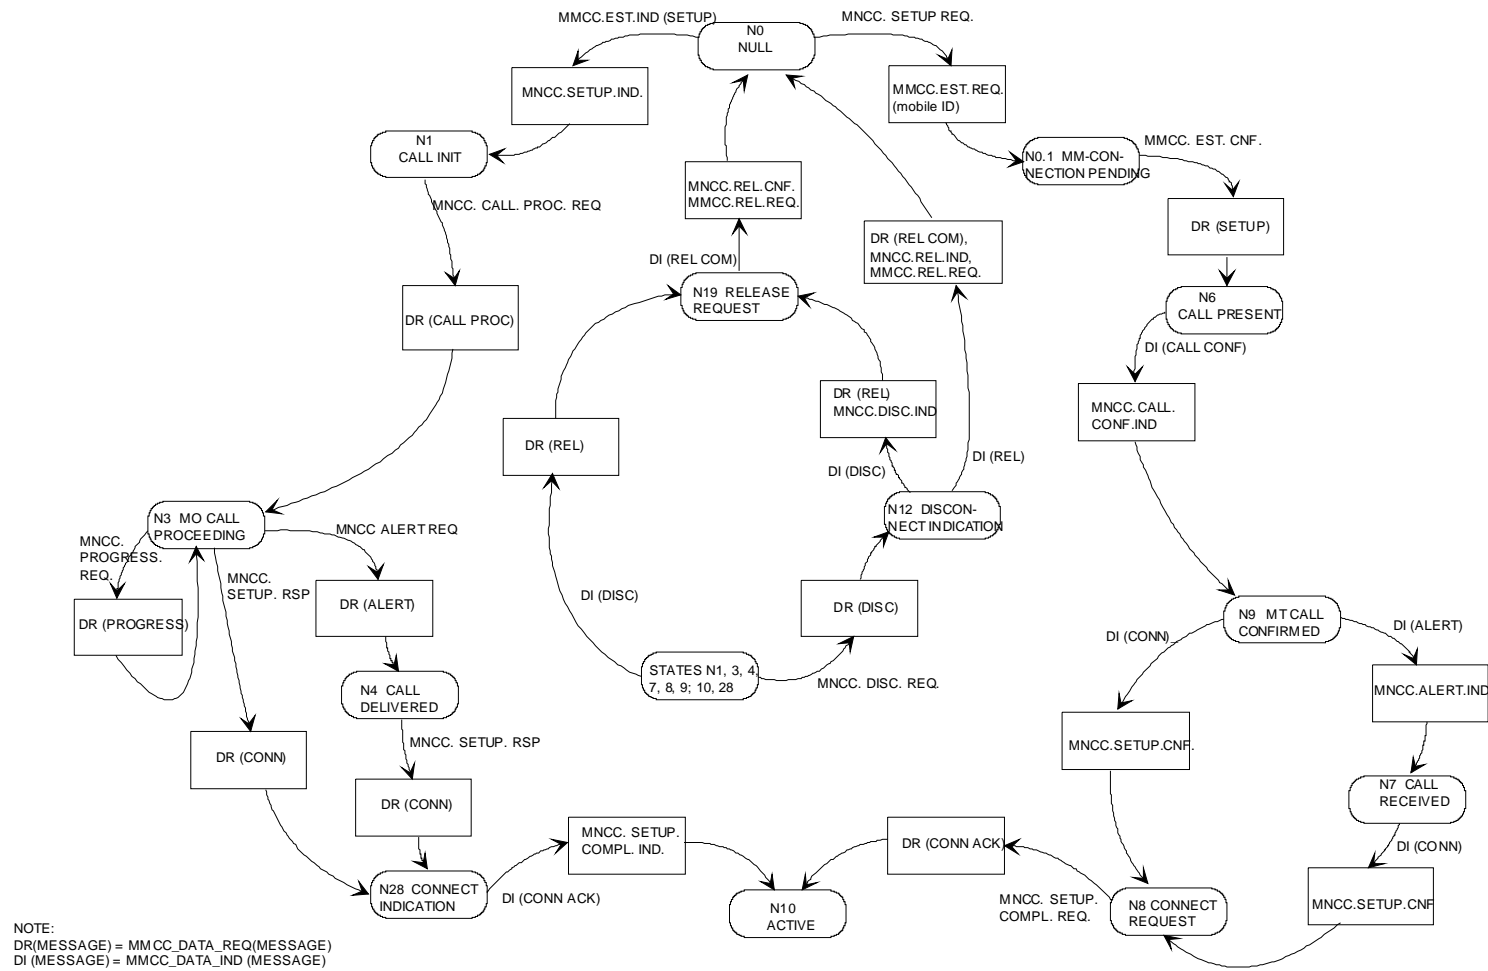 MMCC.EST.IND (SETUP)
N0
NULL
MNCC. SETUP REQ.
MNCC.SETUP.IND.
MMCC.EST.REQ.
(mobile ID)
N1
CALL INIT
N0.1 MM-CON-
NECTION PENDING
MMCC. EST. CNF.
MNCC. CALL. PROC. REQ
MNCC.REL.CNF.
MMCC.REL.REQ.
DR (SETUP)
DR (REL COM),
MNCC.REL.IND,
MMCC.REL.REQ.
DI (REL COM)
N19 RELEASE
REQUEST
N6
CALL PRESENT
DR (CALL PROC)
DI (CALL CONF)
DR (REL)
MNCC.DISC.IND
MNCC.CALL.
CONF.IND
DR (REL)
DI (DISC)
DI (REL)
N12 DISCON-
NECT INDICATION
N3 MO CALL
PROCEEDING
MNCC ALERT REQ
MNCC.
PROGRESS.
REQ.
MNCC.
SETUP. RSP
DR (PROGRESS)
DR (ALERT)
DI (DISC)
DR (DISC)
N9 MT CALL
CONFIRMED
DI (CONN)
DI (ALERT)
STATES N1, 3, 4,
7, 8, 9; 10, 28
MNCC. DISC. REQ.
N4 CALL
DELIVERED
MNCC.ALERT.IND
MNCC. SETUP. RSP
DR (CONN)
MNCC.SETUP.CNF.
N7 CALL
RECEIVED
DR (CONN)
MNCC. SETUP.
COMPL. IND.
DR (CONN ACK)
DI (CONN)
N28 CONNECT
INDICATION
DI (CONN ACK)
N10
ACTIVE
MNCC. SETUP.
COMPL. REQ.
N8 CONNECT
REQUEST
MNCC.SETUP.CNF
NOTE:
DR(MESSAGE) = MMCC_DATA_REQ(MESSAGE)
DI (MESSAGE) = MMCC_DATA_IND (MESSAGE)